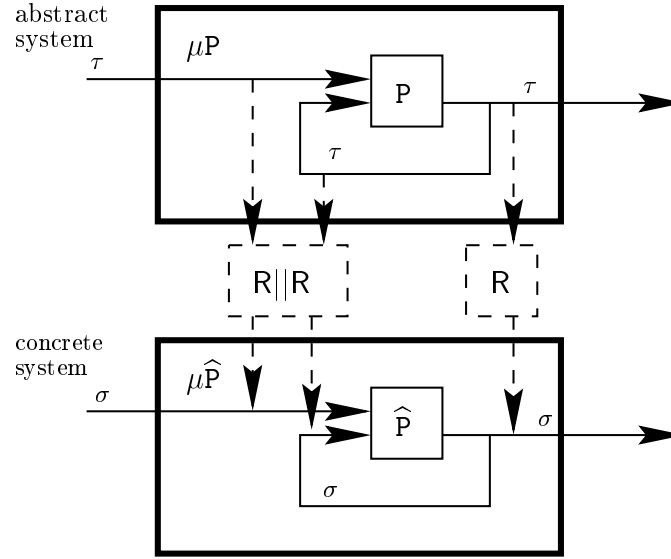 abstract
system
τ
μP
P
τ
τ
R||R
R
concrete
system
σ
μP̂
P̂
σ
σ